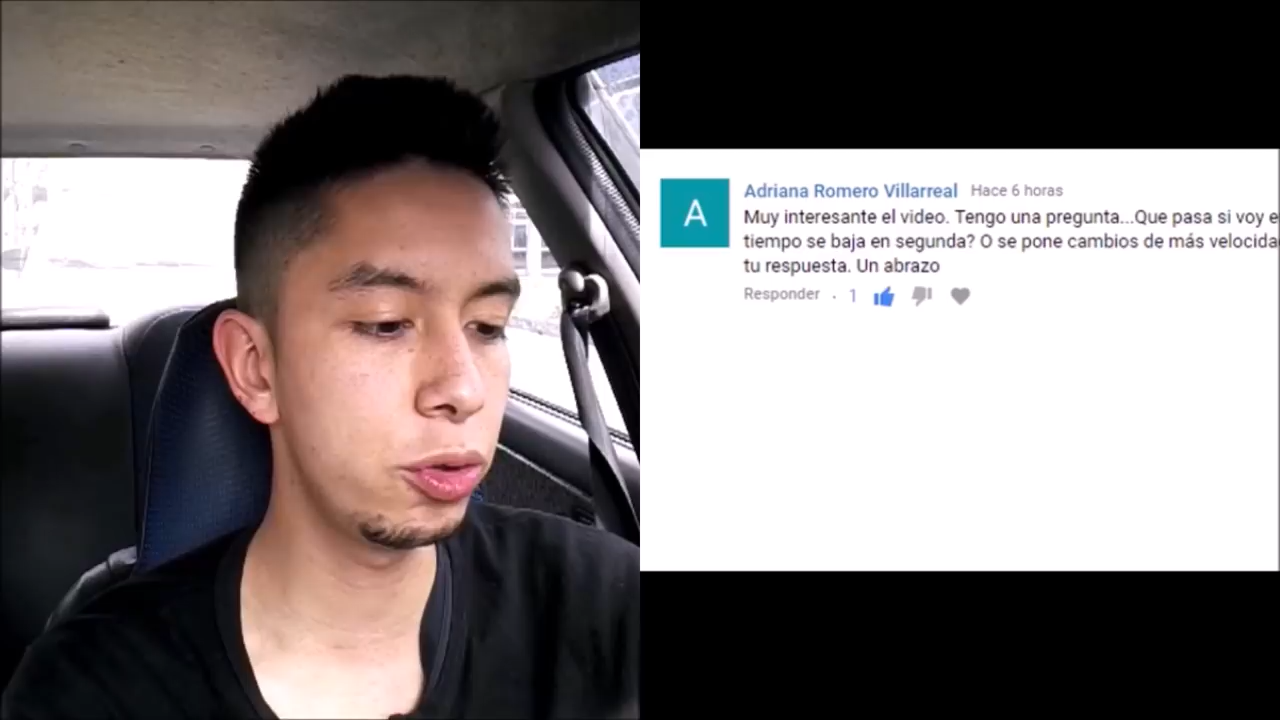 A
Adriana Romero Villarreal Hace 6 horas
Muy interesante el video. Tengo una pregunta...Que pasa si voy e
tiempo se baja en segunda? O se pone cambios de más velocida
tu respuesta. Un abrazo
Responder . 1